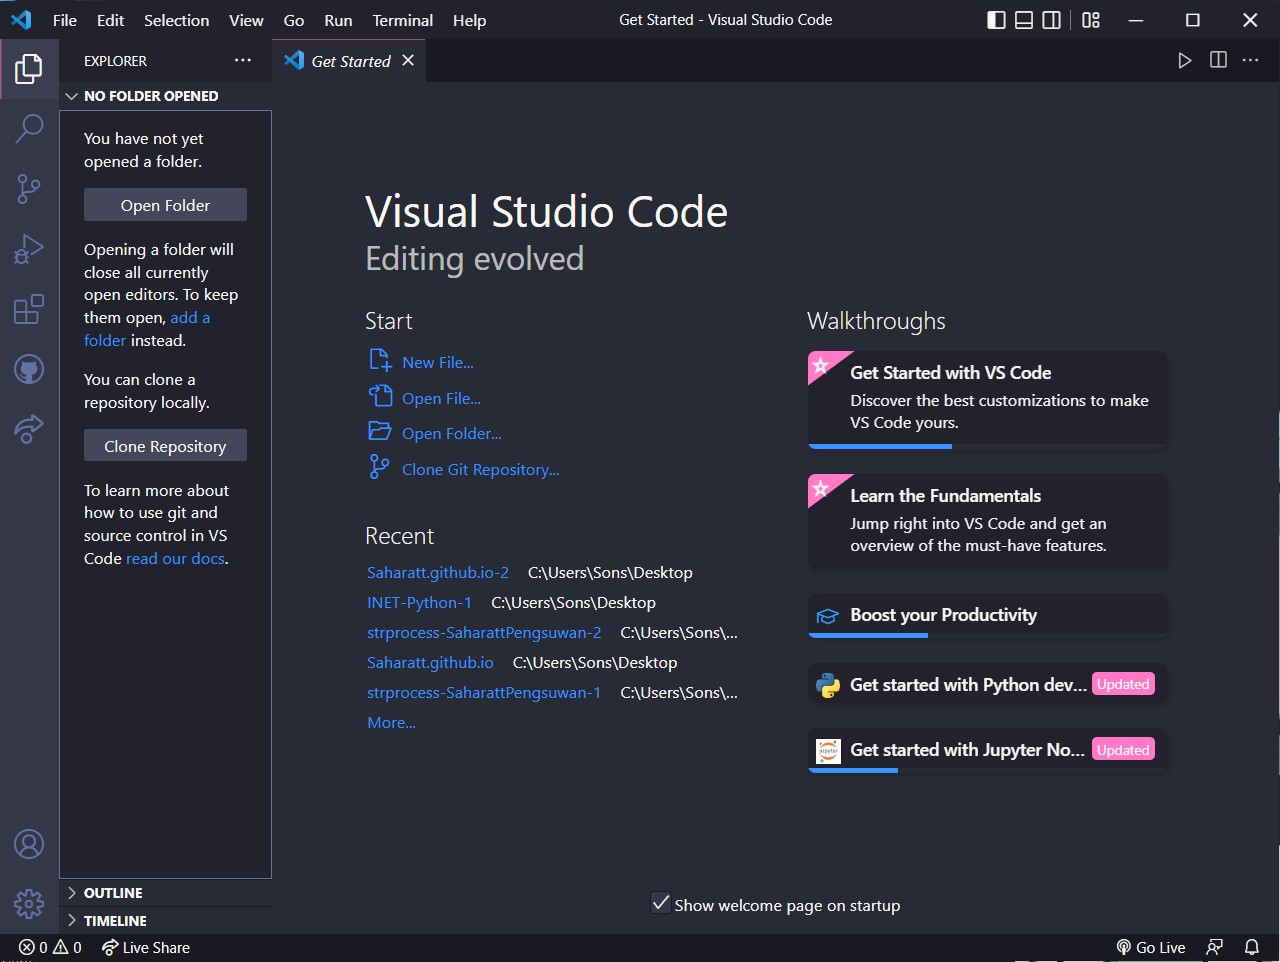 File Edit Selection View Go Run Terminal Help Get Started - Visual Studio Code
EXPLORER
Get Started
NO FOLDER OPENED
You have not yet
opened a folder.
Open Folder
Opening a folder will
close all currently
open editors. To keep
them open, add a
folder instead.
You can clone a
repository locally.
Clone Repository
To learn more about
how to use git and
source control in VS
Code read our docs.
OUTLINE
TIMELINE
Visual Studio Code
Editing evolved
Start
New File...
Open File...
Open Folder...
Clone Git Repository...
Recent
Saharatt.github.io-2 C:\Users\Sons\Desktop
INET-Python-1 C:\Users\Sons\Desktop
strprocess-SaharattPengsuwan-2 C:\Users\Sons\...
Saharatt.github.io C:\Users\Sons\Desktop
strprocess-SaharattPengsuwan-1 C:\Users\Sons\...
More...
Walkthroughs
Get Started with VS Code
Discover the best customizations to make
VS Code yours.
Learn the Fundamentals
Jump right into VS Code and get an
overview of the must-have features.
Boost your Productivity
Get started with Python dev... Updated
jupyter
Get started with Jupyter No... Updated
Show welcome page on startup
0 0 Live Share Go Live